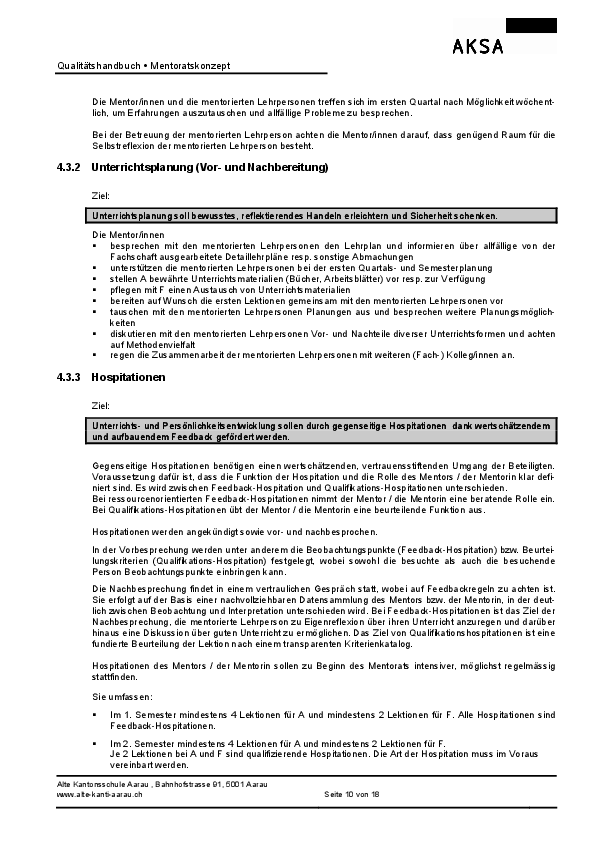 AKSA
Qualitätshandbuch • Mentoratskonzept
Die Mentor/innen und die mentorierten Lehrpersonen treffen sich im ersten Quartal nach Möglichkeit wöchent-
lich, um Erfahrungen auszutauschen und allfällige Probleme zu besprechen.
Bei der Betreuung der mentorierten Lehrperson achten die Mentor/innen darauf, dass genügend Raum für die
Selbstreflexion der mentorierten Lehrperson besteht.
4.3.2 Unterrichtsplanung (Vor- und Nachbereitung)
Ziel:
Unterrichtsplanung soll bewusstes, reflektierendes Handeln erleichtern und Sicherheit schenken.
Die Mentor/innen
▪ besprechen mit den mentorierten Lehrpersonen den Lehrplan und informieren über allfällige von der
Fachschaft ausgearbeitete Detaillehrpläne resp. sonstige Abmachungen
▪ unterstützen die mentorierten Lehrpersonen bei der ersten Quartals- und Semesterplanung
▪ stellen A bewährte Unterrichtsmaterialien (Bücher, Arbeitsblätter) vor resp. zur Verfügung
▪ pflegen mit F einen Austausch von Unterrichtsmaterialien
▪ bereiten auf Wunsch die ersten Lektionen gemeinsam mit den mentorierten Lehrpersonen vor
▪ tauschen mit den mentorierten Lehrpersonen Planungen aus und besprechen weitere Planungsmöglich-
keiten
▪ diskutieren mit den mentorierten Lehrpersonen Vor- und Nachteile diverser Unterrichtsformen und achten
auf Methodenvielfalt
▪ regen die Zusammenarbeit der mentorierten Lehrpersonen mit weiteren (Fach-) Kolleg/innen an.
4.3.3 Hospitationen
Ziel:
Unterrichts- und Persönlichkeitsentwicklung sollen durch gegenseitige Hospitationen dank wertschätzendem
und aufbauendem Feedback gefördert werden.
Gegenseitige Hospitationen benötigen einen wertschätzenden, vertrauensstiftenden Umgang der Beteiligten.
Voraussetzung dafür ist, dass die Funktion der Hospitation und die Rolle des Mentors / der Mentorin klar defi-
niert sind. Es wird zwischen Feedback-Hospitation und Qualifikations-Hospitationen unterschieden.
Bei ressourcenorientierten Feedback-Hospitationen nimmt der Mentor / die Mentorin eine beratende Rolle ein.
Bei Qualifikations-Hospitationen übt der Mentor / die Mentorin eine beurteilende Funktion aus.
Hospitationen werden angekündigt sowie vor- und nachbesprochen.
In der Vorbesprechung werden unter anderem die Beobachtungspunkte (Feedback-Hospitation) bzw. Beurtei-
lungskriterien (Qualifikations-Hospitation) festgelegt, wobei sowohl die besuchte als auch die besuchende
Person Beobachtungspunkte einbringen kann.
Die Nachbesprechung findet in einem vertraulichen Gespräch statt, wobei auf Feedbackregeln zu achten ist.
Sie erfolgt auf der Basis einer nachvollziehbaren Datensammlung des Mentors bzw. der Mentorin, in der deut-
lich zwischen Beobachtung und Interpretation unterschieden wird. Bei Feedback-Hospitationen ist das Ziel der
Nachbesprechung, die mentorierte Lehrperson zu Eigenreflexion über ihren Unterricht anzuregen und darüber
hinaus eine Diskussion über guten Unterricht zu ermöglichen. Das Ziel von Qualifikationshospitationen ist eine
fundierte Beurteilung der Lektion nach einem transparenten Kriterienkatalog.
Hospitationen des Mentors / der Mentorin sollen zu Beginn des Mentorats intensiver, möglichst regelmässig
stattfinden.
Sie umfassen:
▪ Im 1. Semester mindestens 4 Lektionen für A und mindestens 2 Lektionen für F. Alle Hospitationen sind
Feedback-Hospitationen.
▪ Im 2. Semester mindestens 4 Lektionen für A und mindestens 2 Lektionen für F.
Je 2 Lektionen bei A und F sind qualifizierende Hospitationen. Die Art der Hospitation muss im Voraus
vereinbart werden.
Alte Kantonsschule Aarau , Bahnhofstrasse 91, 5001 Aarau
www.alte-kanti-aarau.ch Seite 10 von 18